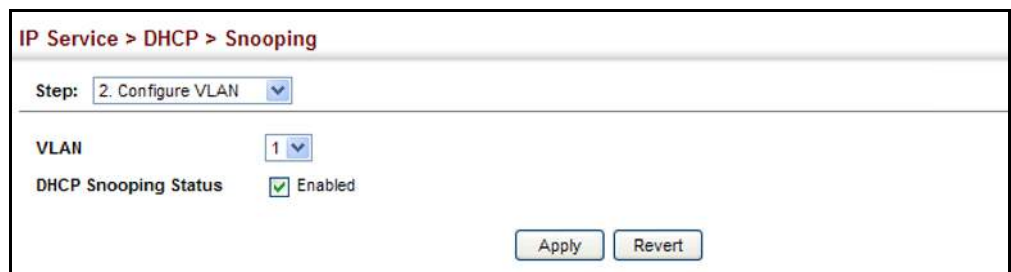 IP Service > DHCP > Snooping
Step: 2. Configure VLAN
VLAN 1
DHCP Snooping Status Enabled
Apply Revert